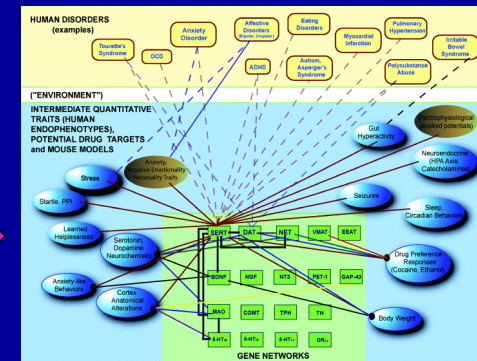 HUMAN DISORDERS
(examples)
Tourette's
Syndrome
OCD
Anxiety
Disorder
Affective
Disorders
(Bipolar, Unipolar)
ADHD
Eating
Disorders
Autism,
Asperger's
Syndrome
Myocardial
Infarction
Pulmonary
Hypertension
Polysubstance
Abuse
Irritable
Bowel
Syndrome
("ENVIRONMENT")
INTERMEDIATE QUANTITATIVE
TRAITS (HUMAN
ENDOPHENOTYPES),
POTENTIAL DRUG TARGETS
and MOUSE MODELS
Gut
Hyperactivity
Electrophysiological
(evoked potentials)
Neuroendocrine
(HPA Axis,
Catecholamines)
Stress
Anxiety,
Negative Emotionality
Personality Traits
Startle, PPI
Seizures
Sleep,
Circadian Behaviors
Learned
Helplessness
Serotonin,
Dopamine
Neurochemistry
Drug Preference
Responses
(Cocaine, Ethanol)
Anxiety-like
Behaviors
Cortex
Anatomical
Alterations
Body Weight
SERT
DAT
NET
VMAT
EEAT
BDNF
NGF
NT3
PET-1
GAP-43
MAO
COMT
TPH
TH
GENE NETWORKS